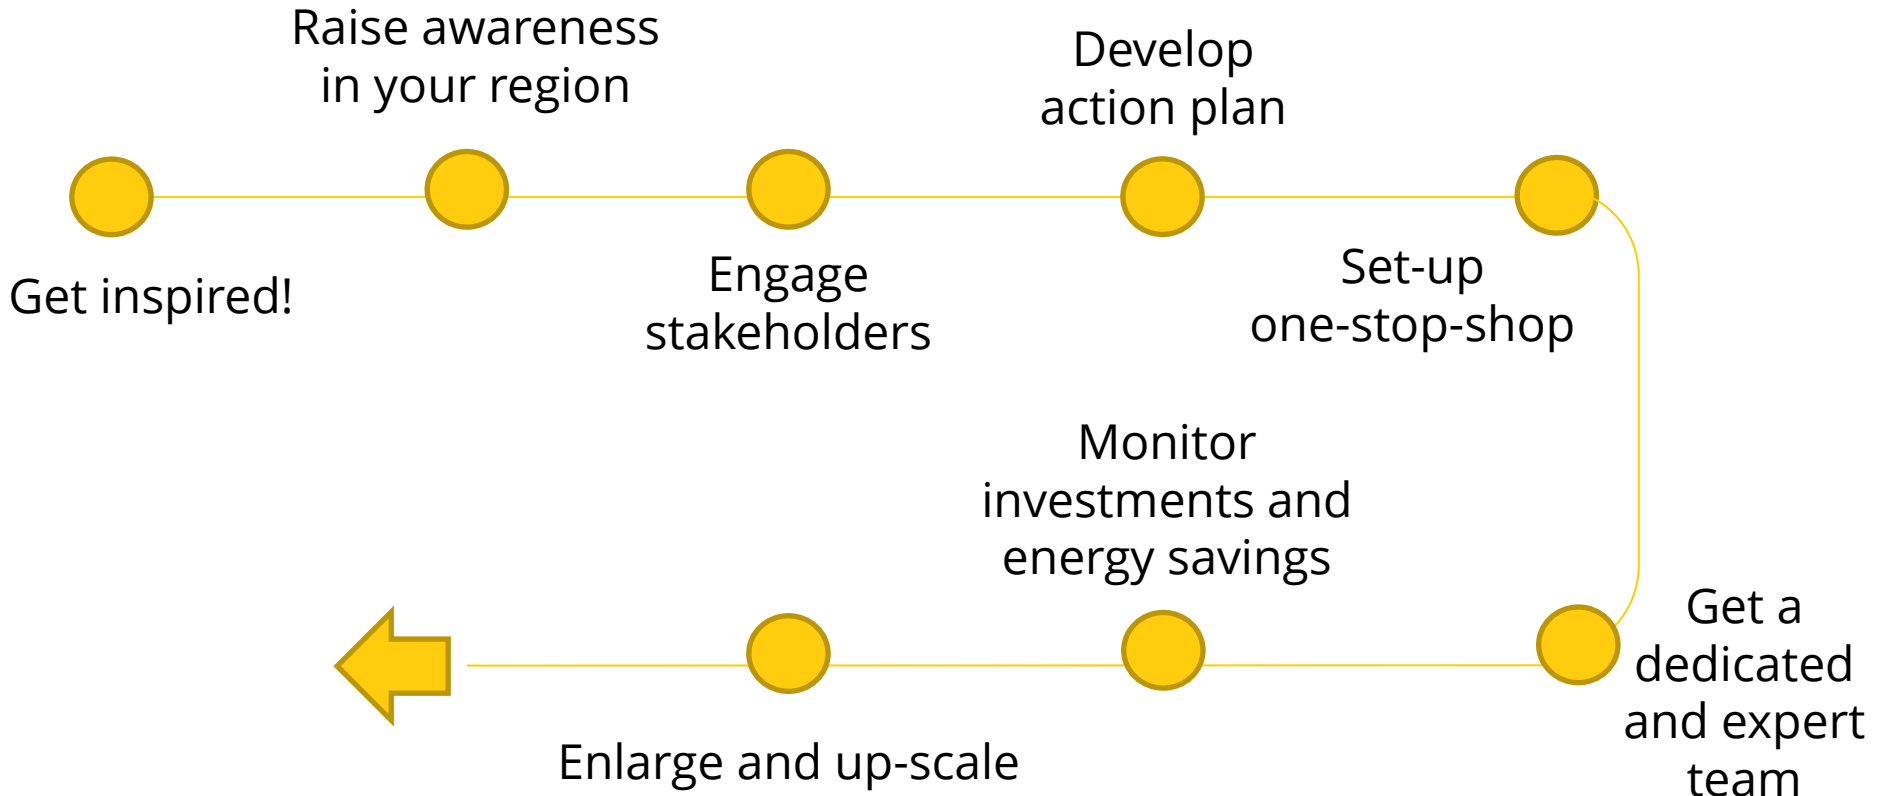 Raise awareness
in your region
Develop
action plan
Get inspired!
Engage
stakeholders
Set-up
one-stop-shop
Monitor
investments and
energy savings
Get a
dedicated
and expert
team
Enlarge and up-scale